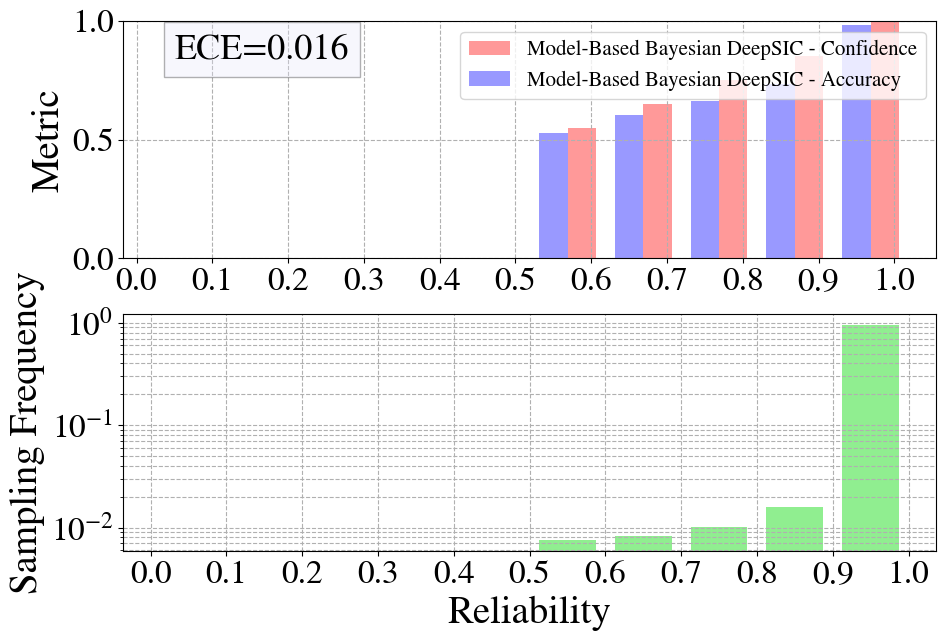 1.0
ECE=0.016
Model-Based Bayesian DeepSIC - Confidence
Model-Based Bayesian DeepSIC - Accuracy
Metric
0.5
0.0
0.0 0.1 0.2 0.3 0.4 0.5 0.6 0.7 0.8 0.9 1.0
Sampling Frequency
10⁰
10⁻¹
10⁻²
0.0 0.1 0.2 0.3 0.4 0.5 0.6 0.7 0.8 0.9 1.0
Reliability